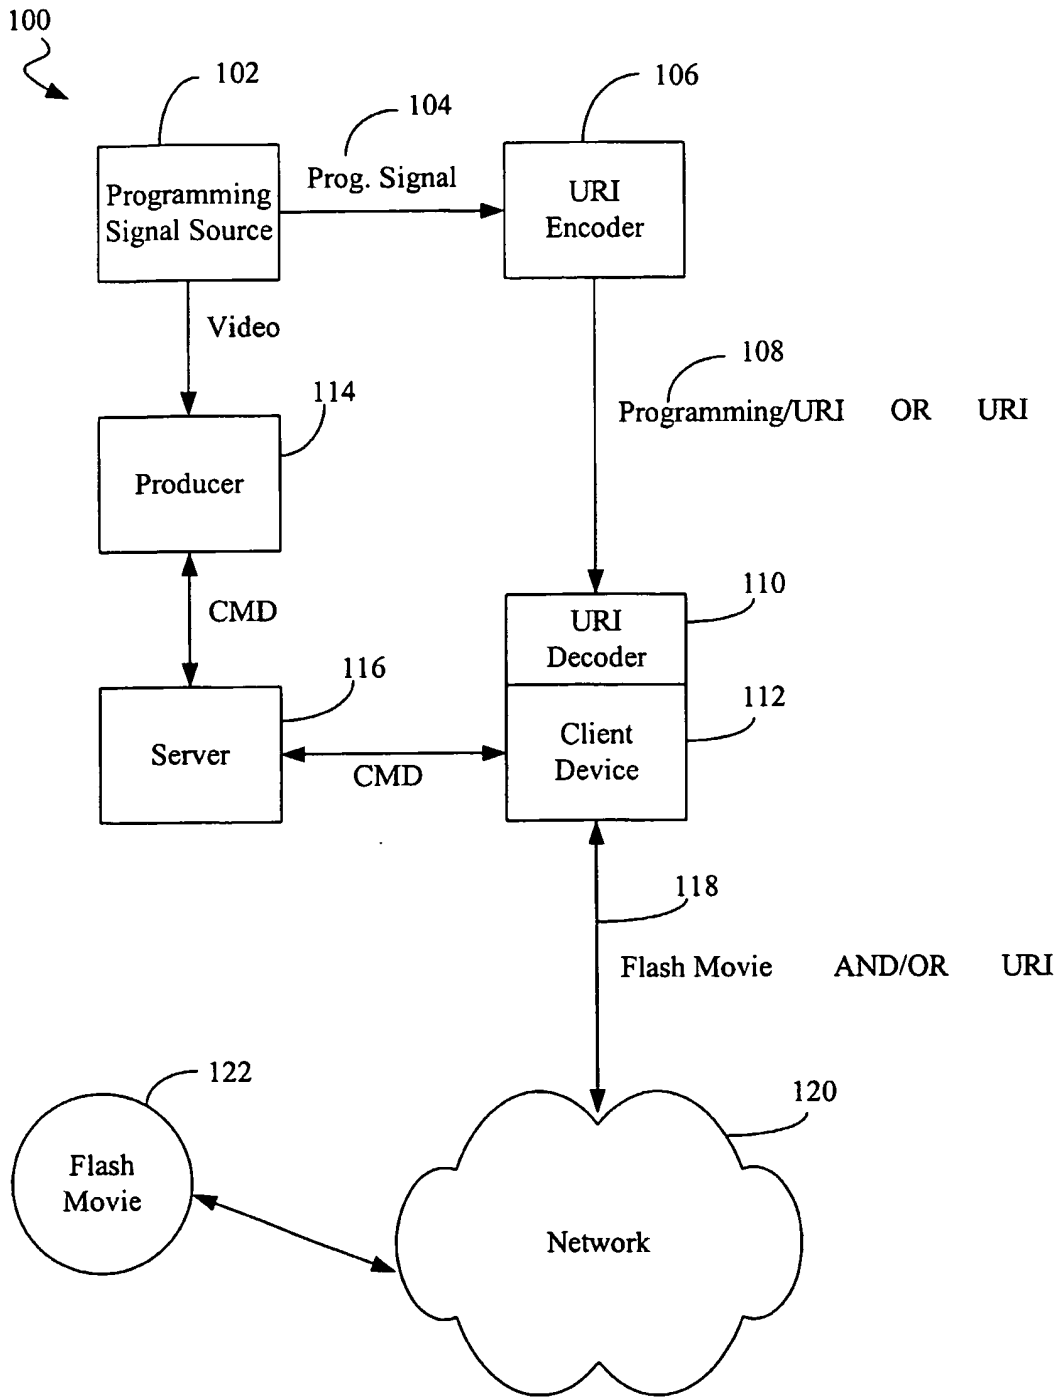 100
102
104
106
Programming
Signal Source
Prog. Signal
URI
Encoder
Video
108
Programming/URI OR URI
114
Producer
CMD
110
URI
Decoder
116
112
Server
CMD
Client
Device
118
Flash Movie AND/OR URI
122
120
Flash
Movie
Network